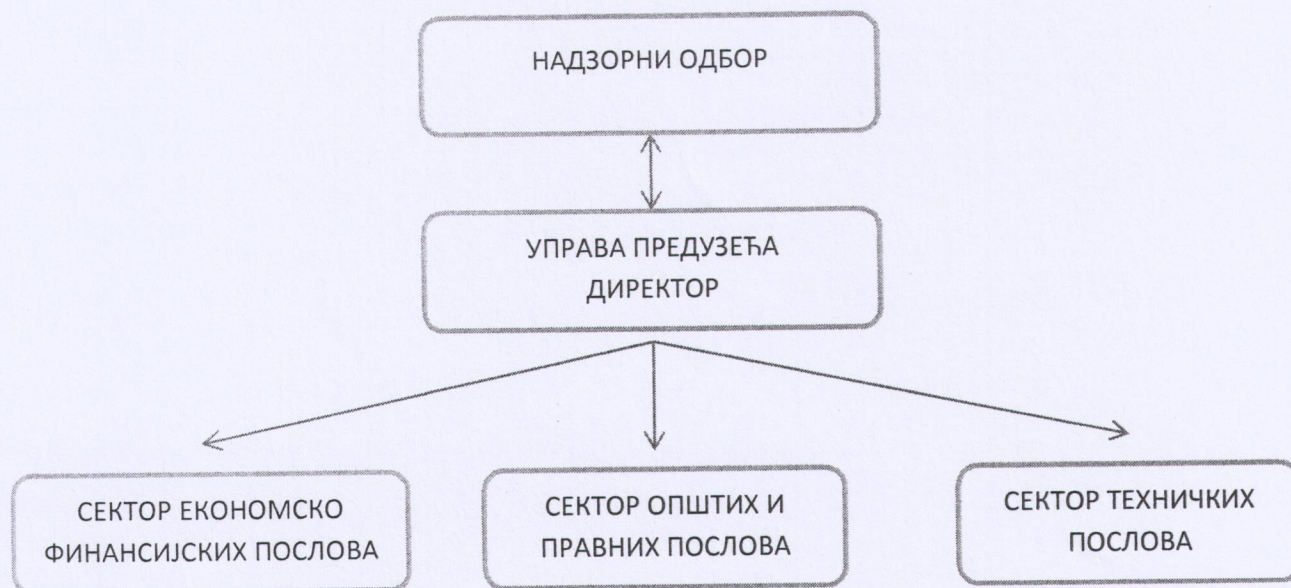 НАДЗОРНИ ОДБОР
УПРАВА ПРЕДУЗЕЋА
ДИРЕКТОР
СЕКТОР ЕКОНОМСКО
ФИНАНСИЈСКИХ ПОСЛОВА
СЕКТОР ОПШТИХ И
ПРАВНИХ ПОСЛОВА
СЕКТОР ТЕХНИЧКИХ
ПОСЛОВА